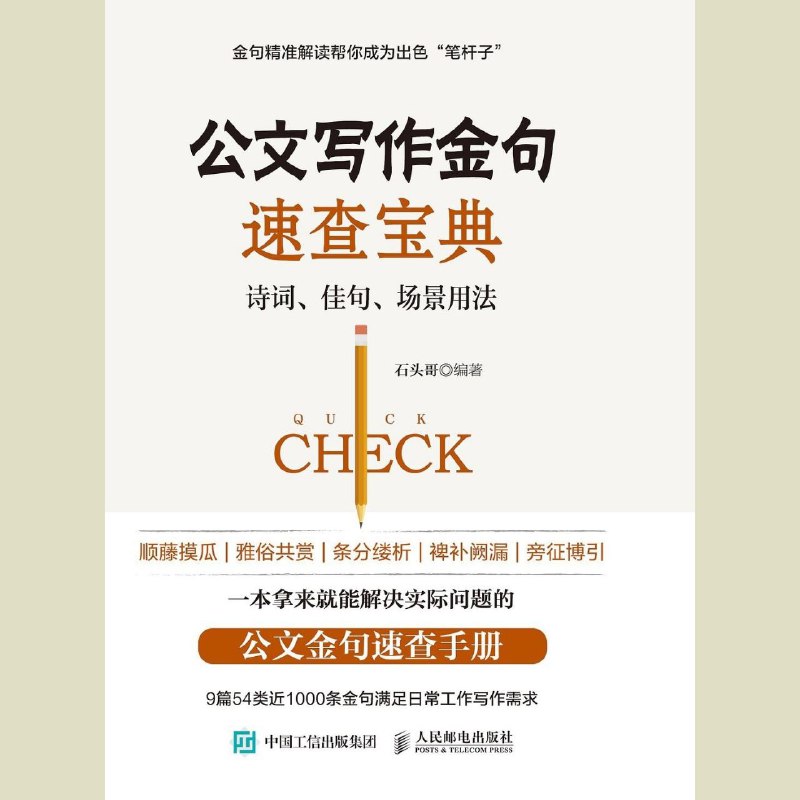 金句精准解读帮你成为出色“笔杆子”
公文写作金句
速查宝典
诗词、佳句、场景用法
石头哥◎编著
QUICK
CHECK
顺藤摸瓜|雅俗共赏|条分缕析|裨补阙漏|旁征博引
一本拿来就能解决实际问题的
公文金句速查手册
9篇54类近1000条金句满足日常工作写作需求
中国工信出版集团 人民邮电出版社
POSTS & TELECOM PRESS